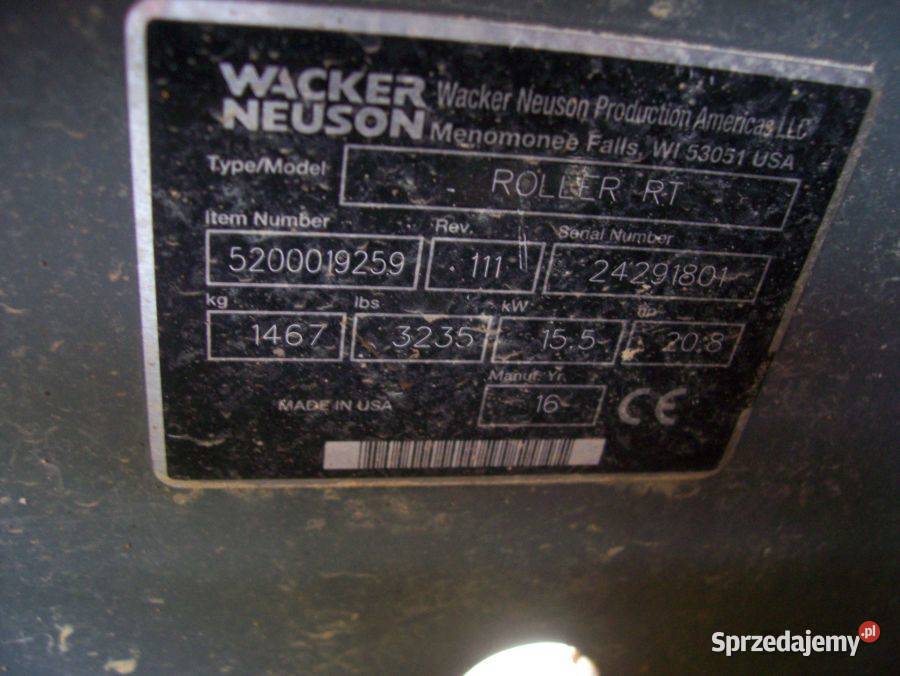 WACKER
NEUSON
Wacker Neuson Production Americas LLC
Menomonee Falls, WI 53051 USA
Type/Model
ROLLER RT
Item Number Rev. Serial Number
5200019259 111 24291801
kg lbs kW hp
1467 3235 15.5 20.8
Manuf. Yr.
MADE IN USA 16 CE
Sprzedajemy.pl